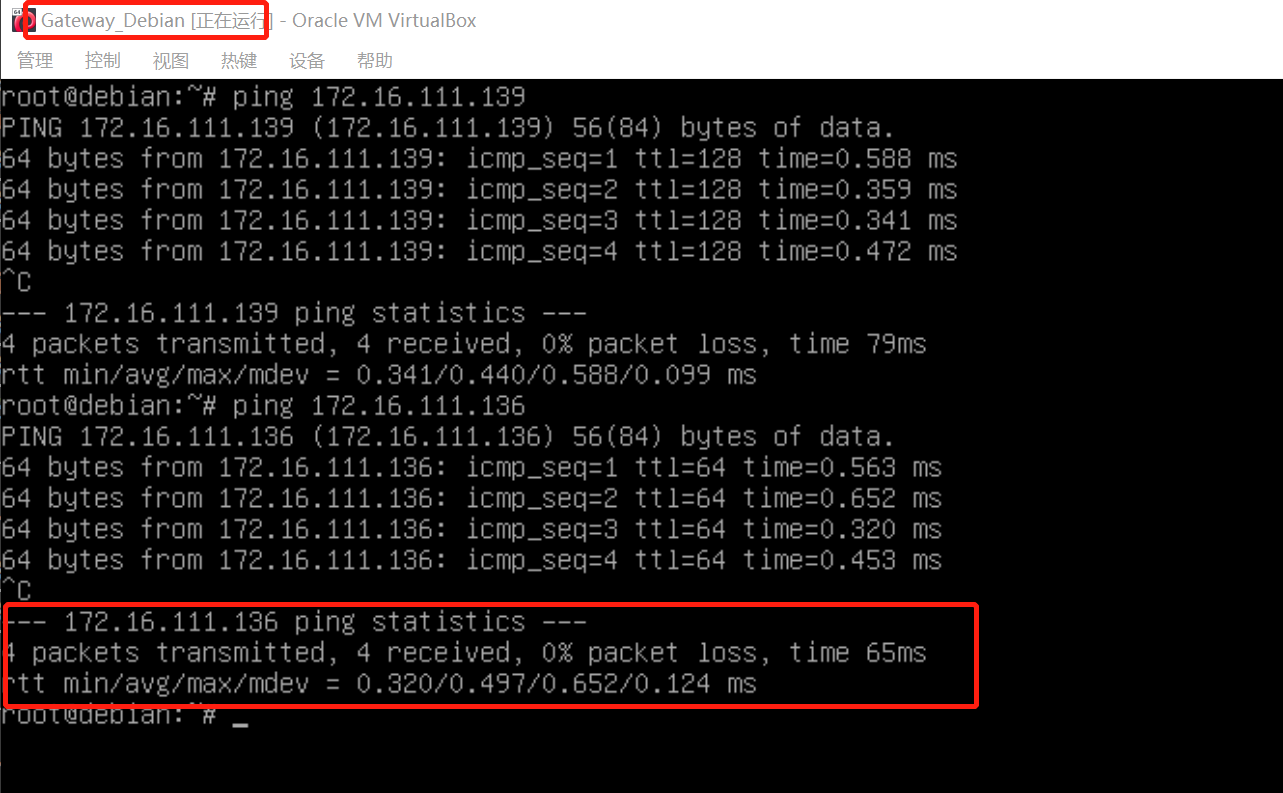 Gateway_Debian [正在运行] - Oracle VM VirtualBox
管理 控制 视图 热键 设备 帮助
root@debian:~# ping 172.16.111.139
PING 172.16.111.139 (172.16.111.139) 56(84) bytes of data.
64 bytes from 172.16.111.139: icmp_seq=1 ttl=128 time=0.588 ms
64 bytes from 172.16.111.139: icmp_seq=2 ttl=128 time=0.359 ms
64 bytes from 172.16.111.139: icmp_seq=3 ttl=128 time=0.341 ms
64 bytes from 172.16.111.139: icmp_seq=4 ttl=128 time=0.472 ms
^C
--- 172.16.111.139 ping statistics ---
4 packets transmitted, 4 received, 0% packet loss, time 79ms
rtt min/avg/max/mdev = 0.341/0.440/0.588/0.099 ms
root@debian:~# ping 172.16.111.136
PING 172.16.111.136 (172.16.111.136) 56(84) bytes of data.
64 bytes from 172.16.111.136: icmp_seq=1 ttl=64 time=0.563 ms
64 bytes from 172.16.111.136: icmp_seq=2 ttl=64 time=0.652 ms
64 bytes from 172.16.111.136: icmp_seq=3 ttl=64 time=0.320 ms
64 bytes from 172.16.111.136: icmp_seq=4 ttl=64 time=0.453 ms
^C
--- 172.16.111.136 ping statistics ---
4 packets transmitted, 4 received, 0% packet loss, time 65ms
rtt min/avg/max/mdev = 0.320/0.497/0.652/0.124 ms
root@debian:~# _